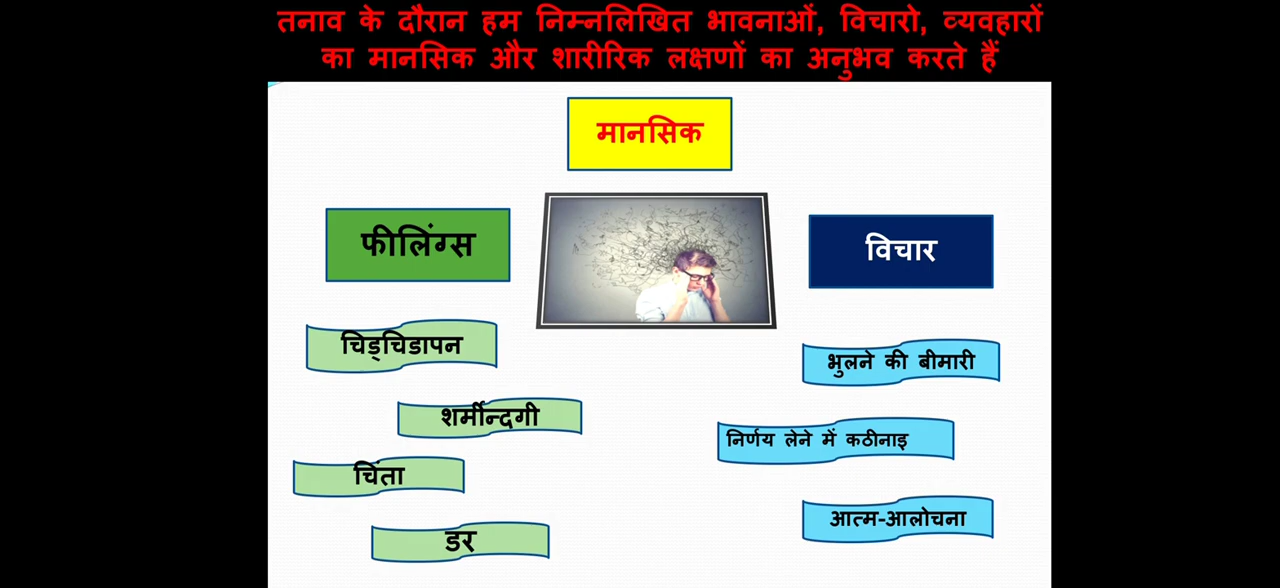 तनाव के दौरान हम निम्नलिखित भावनाओं, विचारो, व्यवहारों
का मानसिक और शारीरिक लक्षणों का अनुभव करते हैं
मानसिक
फीलिंग्स
विचार
चिड्चिडापन
शर्मीन्दगी
चिंता
डर
भुलने की बीमारी
निर्णय लेने में कठीनाइ
आत्म-आलोचना